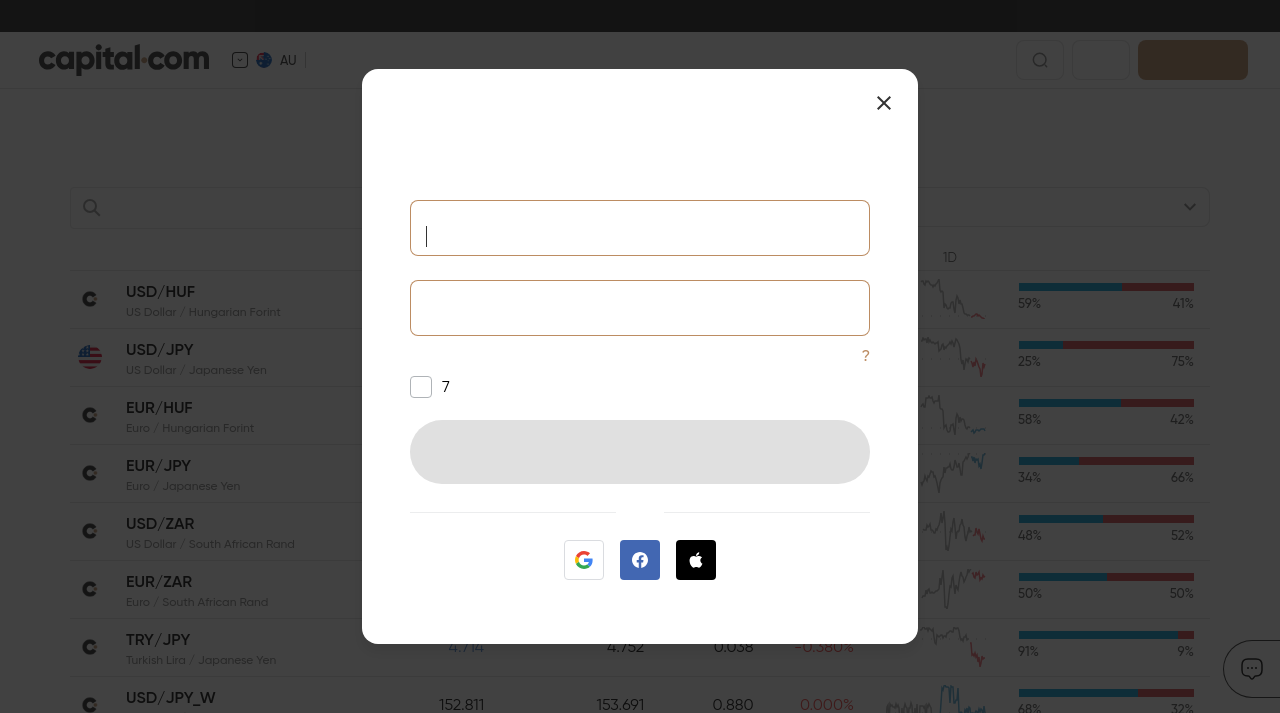 capital.com
AU
?
7
1D
USD/HUF
US Dollar / Hungarian Forint
59%
41%
USD/JPY
US Dollar / Japanese Yen
25%
75%
EUR/HUF
Euro / Hungarian Forint
58%
42%
EUR/JPY
Euro / Japanese Yen
34%
66%
USD/ZAR
US Dollar / South African Rand
48%
52%
EUR/ZAR
Euro / South African Rand
50%
50%
TRY/JPY
Turkish Lira / Japanese Yen
4.714
4.752
0.038
-0.380%
91%
9%
USD/JPY_W
152.811
153.691
0.880
0.000%
68%
32%